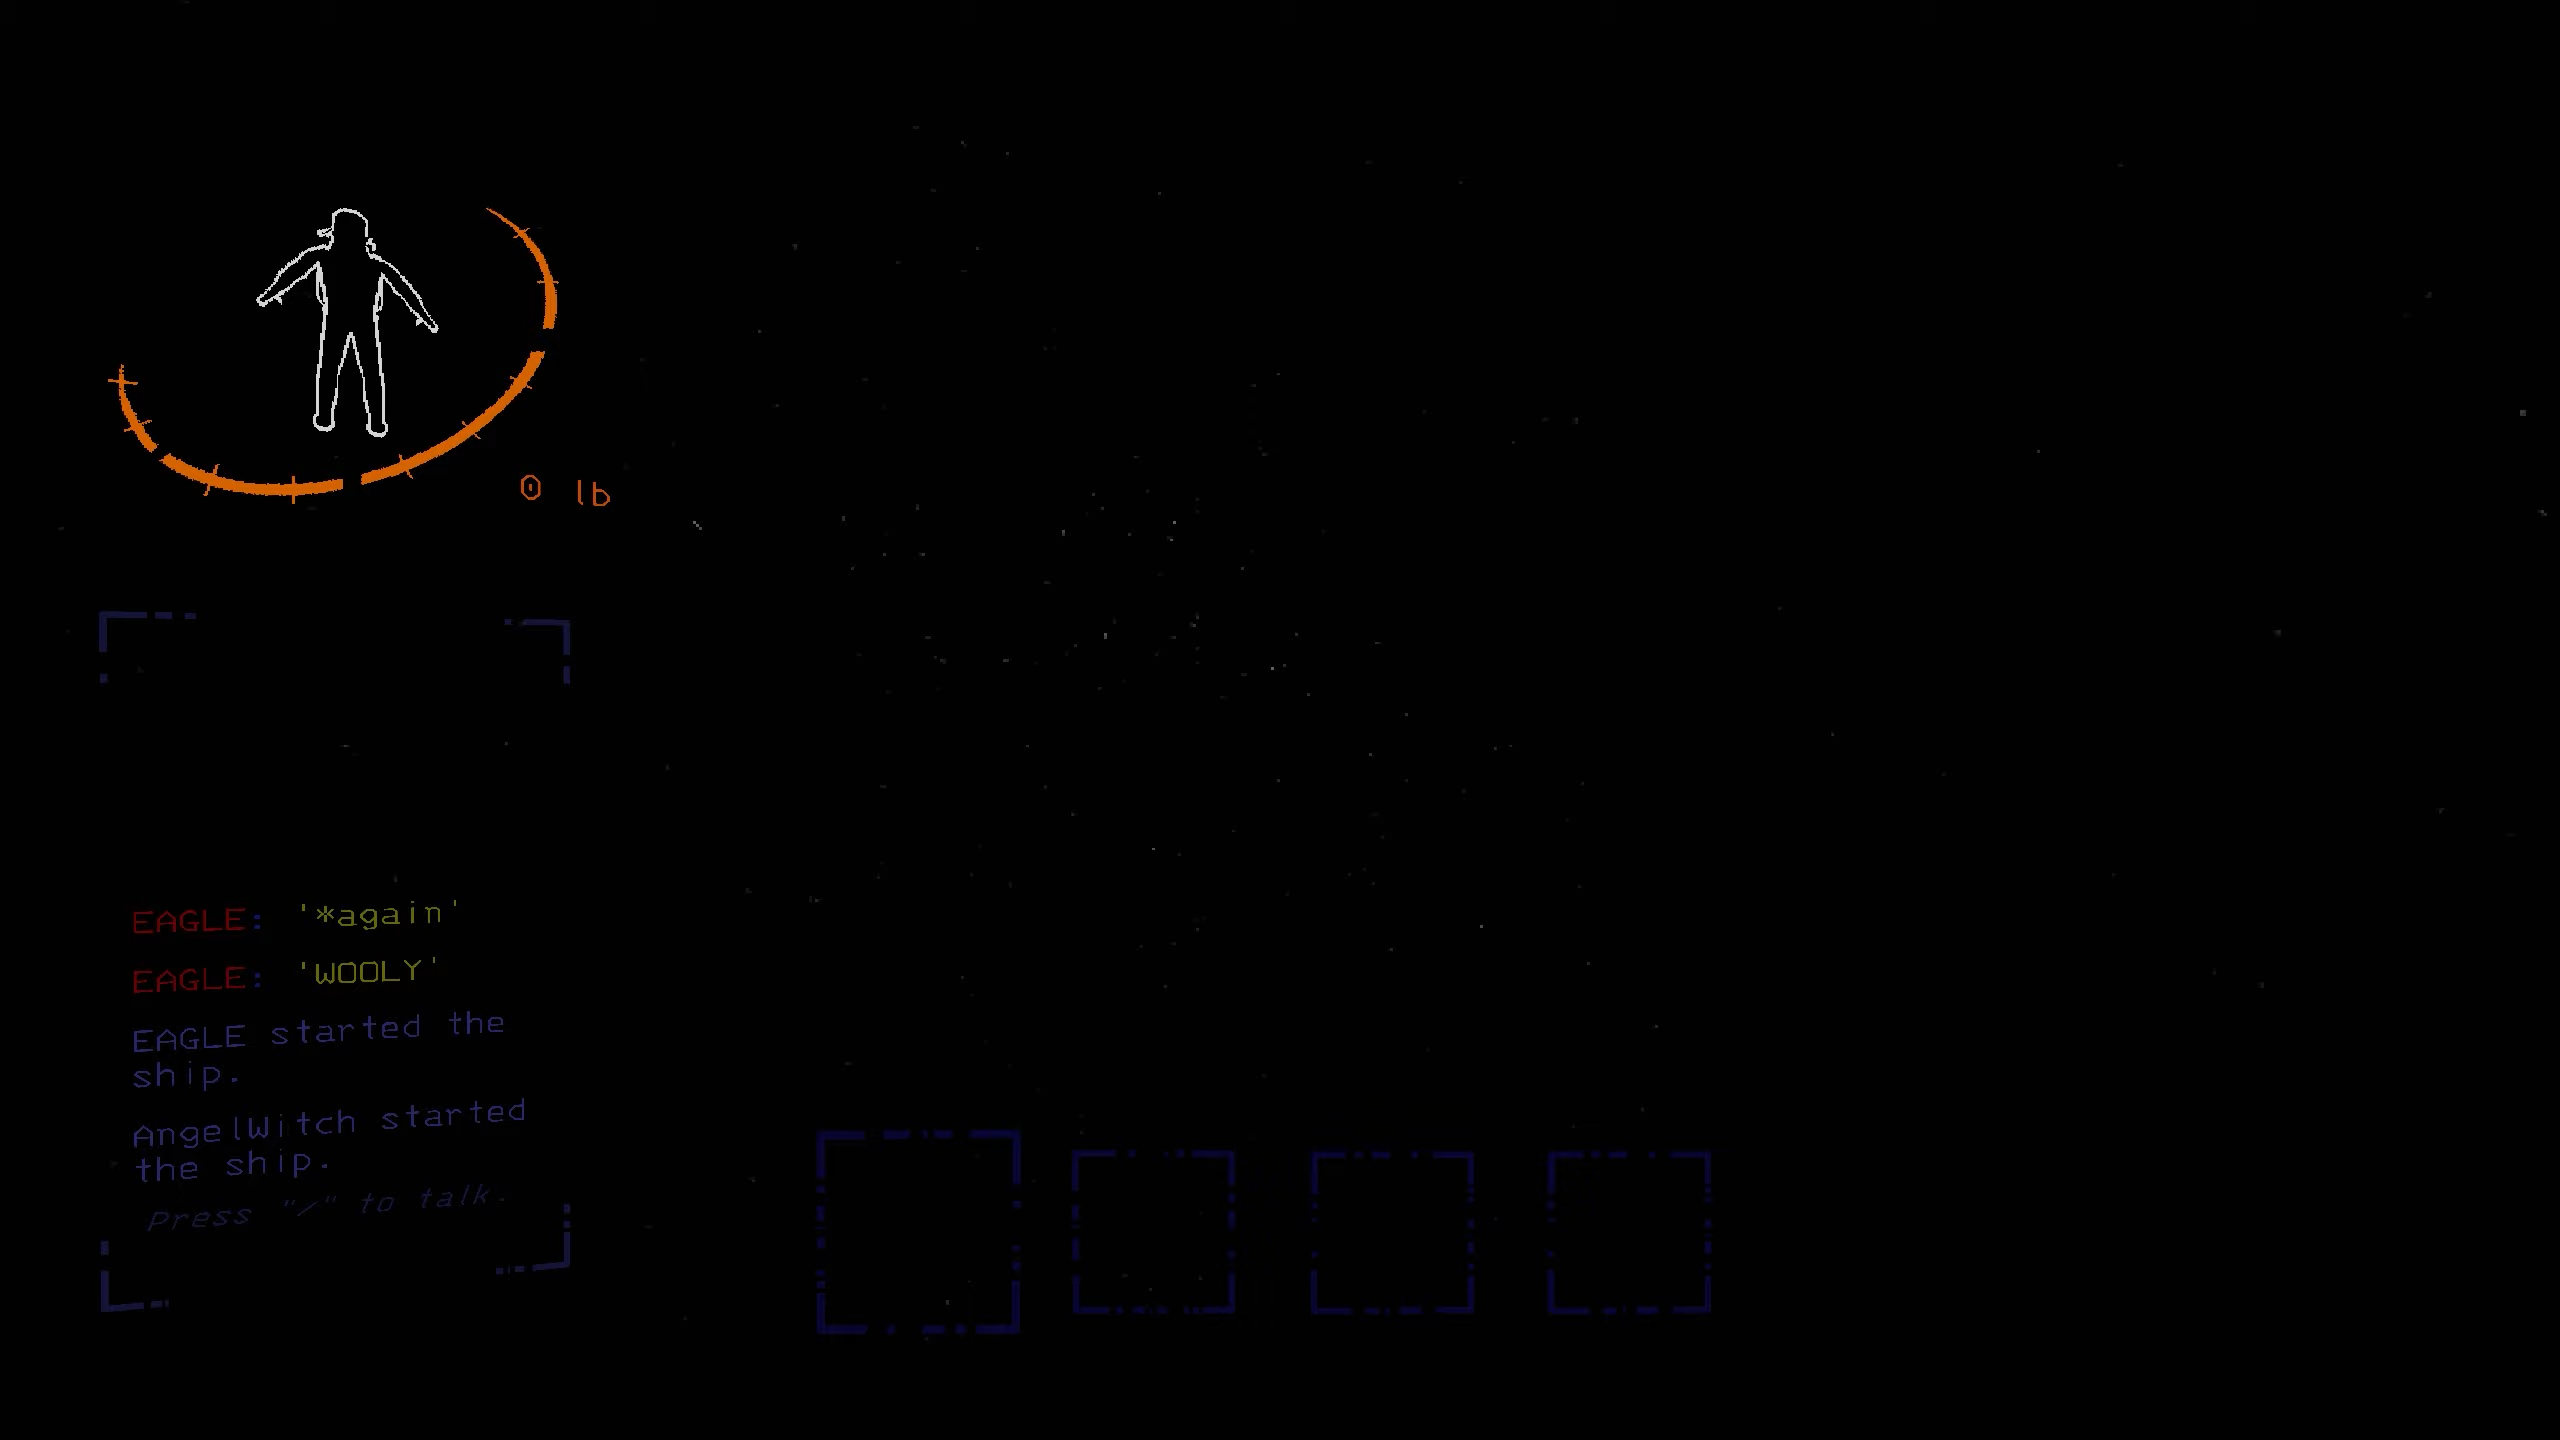 0 lb
EAGLE: '*again'
EAGLE: 'WOOLY'
EAGLE started the
ship.
AngelWitch started
the ship.
Press "/" to talk.